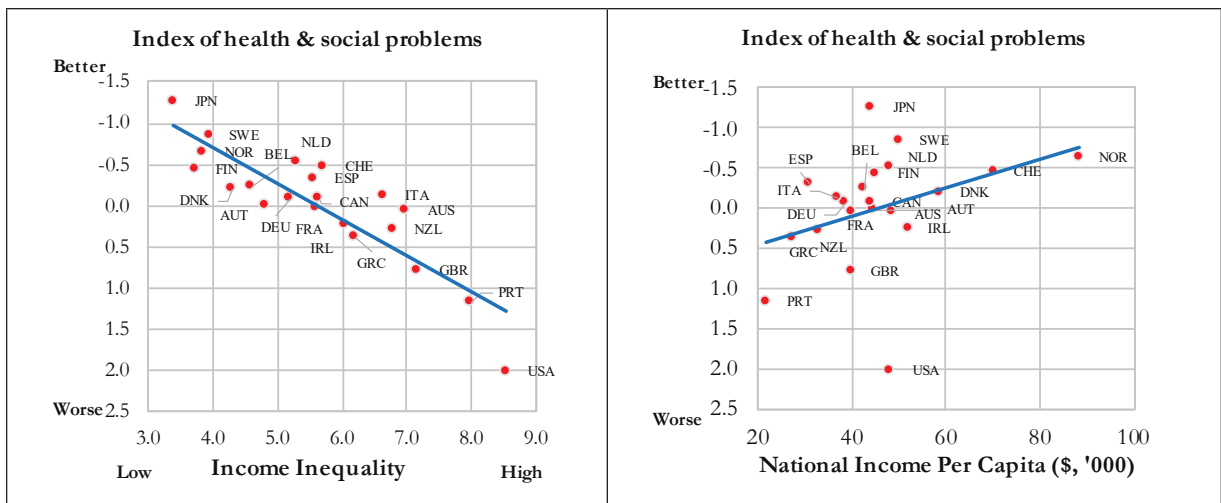 Index of health & social problems
Better
-1.5
-1.0
-0.5
0.0
0.5
1.0
1.5
2.0
2.5
Worse
JPN
SWE
NLD
NOR
BEL
CHE
FIN
ESP
DNK
CAN
ITA
AUT
AUS
DEU
FRA
NZL
IRL
GRC
GBR
PRT
USA
3.0 4.0 5.0 6.0 7.0 8.0 9.0
Low Income Inequality High
Index of health & social problems
Better
-1.5
-1.0
-0.5
0.0
0.5
1.0
1.5
2.0
2.5
Worse
JPN
SWE
BEL
NLD
NOR
ESP
FIN
CHE
ITA
DNK
CAN
DEU
AUT
AUS
FRA
IRL
GRC
NZL
GBR
PRT
USA
20 40 60 80 100
National Income Per Capita ($, '000)